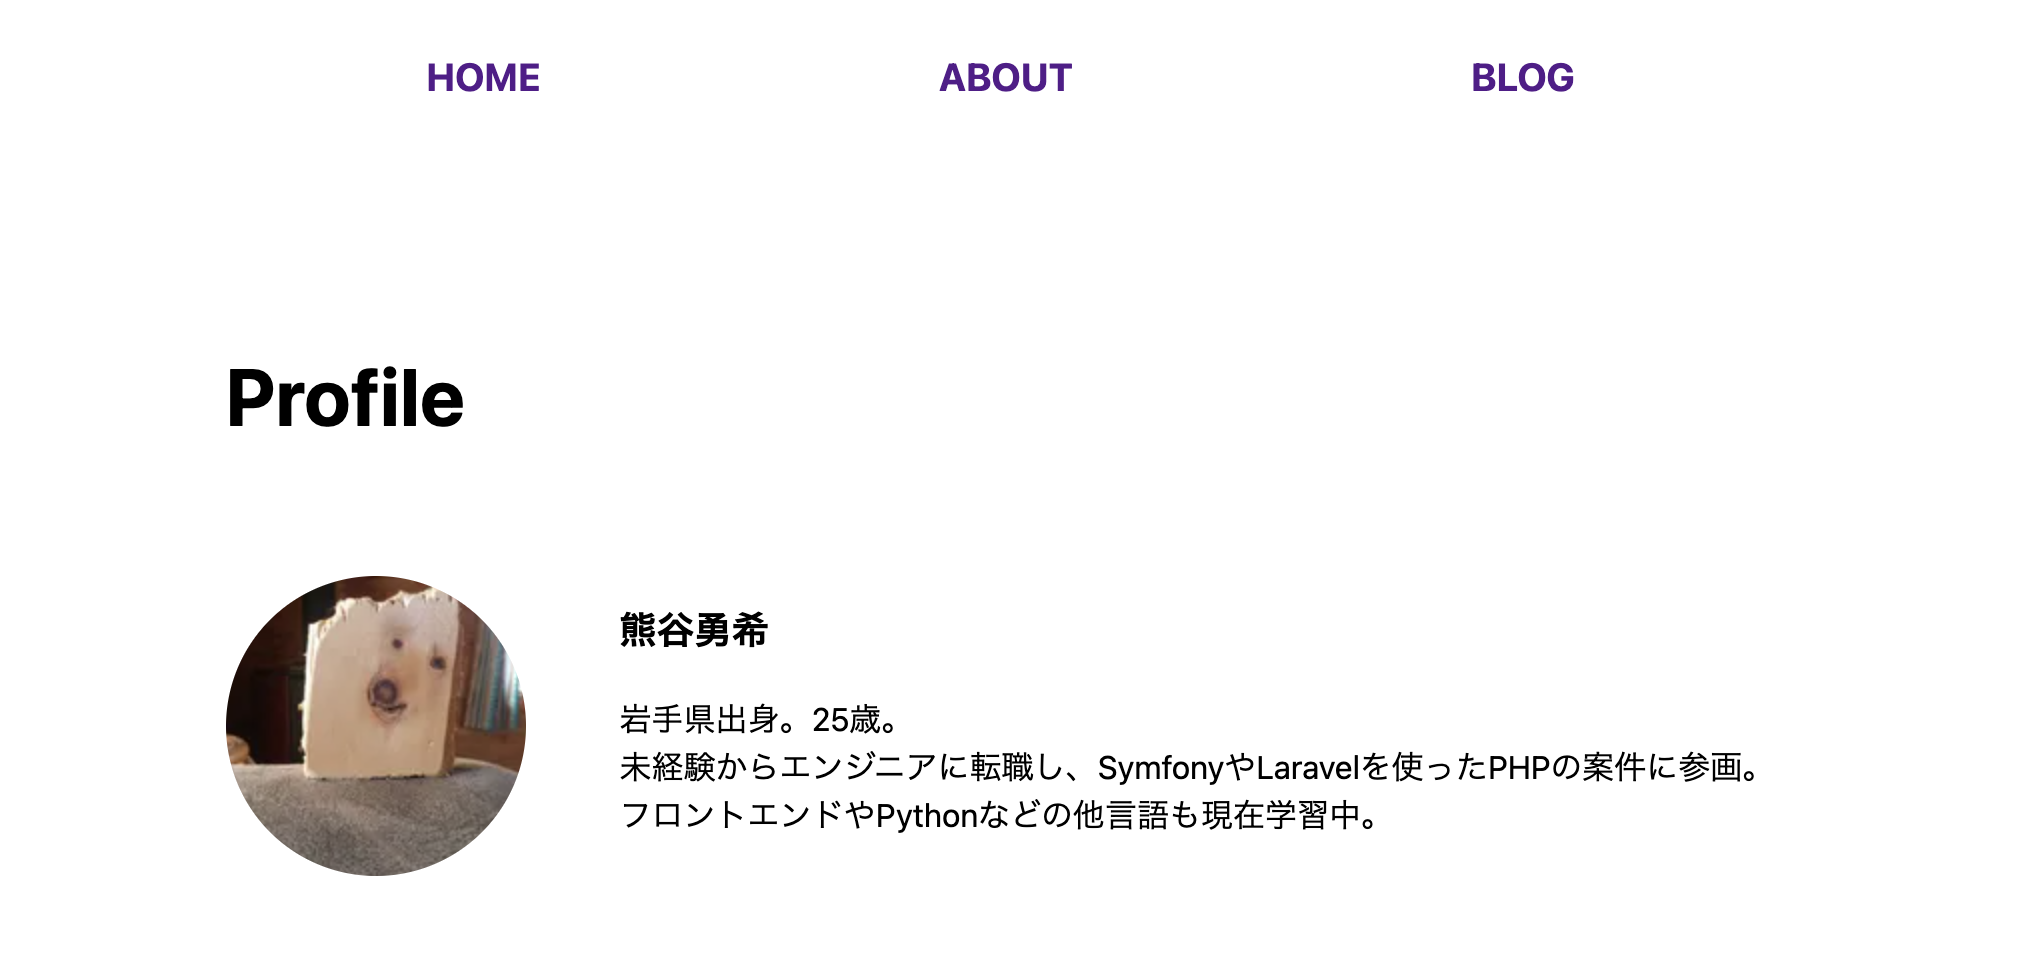 HOME ABOUT BLOG
Profile
熊谷勇希
岩手県出身。25歳。
未経験からエンジニアに転職し、SymfonyやLaravelを使ったPHPの案件に参画。
フロントエンドやPythonなどの他言語も現在学習中。